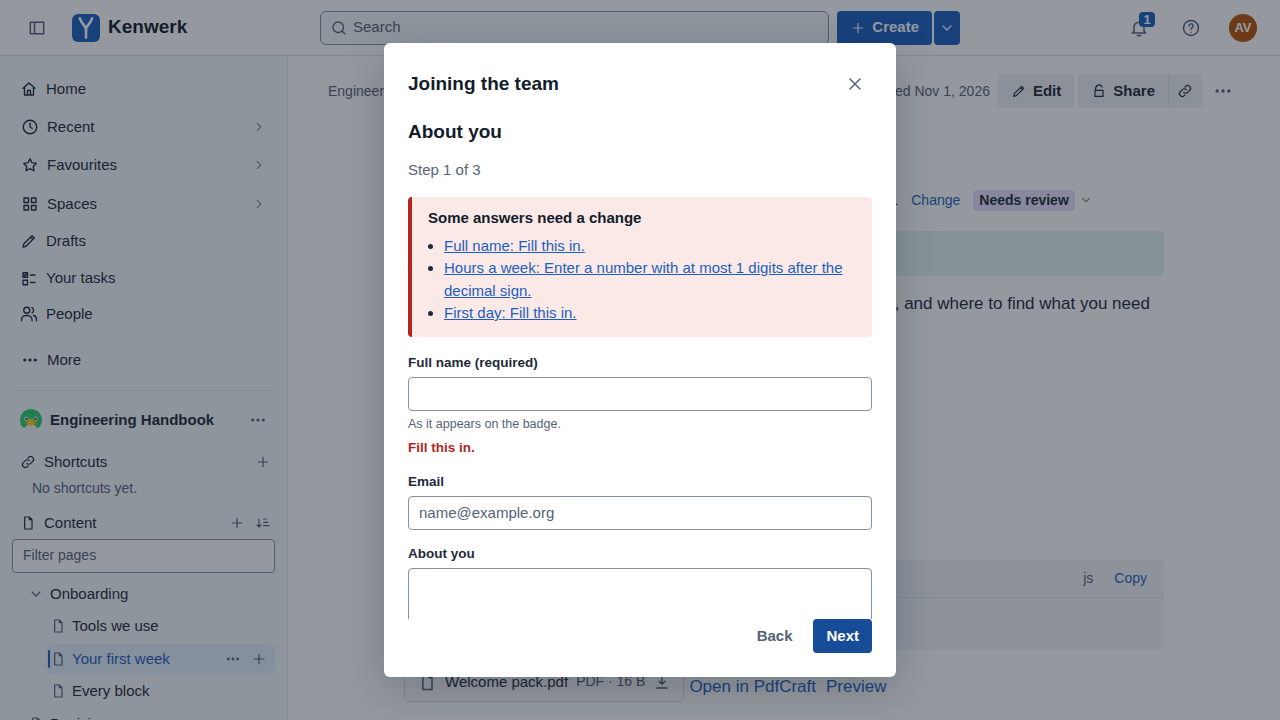 Kenwerk
Search
Create
1
AV
Home
Recent
Favourites
Spaces
Drafts
Your tasks
People
More
Engineering Handbook
Shortcuts
No shortcuts yet.
Content
Filter pages
Onboarding
Tools we use
Your first week
Every block
Engineer
ed Nov 1, 2026
Edit
Share
Change
Needs review
, and where to find what you need
js
Copy
Welcome pack.pdf PDF · 16 B
Open in PdfCraft Preview
Joining the team
About you
Step 1 of 3
Some answers need a change
Full name: Fill this in.
Hours a week: Enter a number with at most 1 digits after the
decimal sign.
First day: Fill this in.
Full name (required)
As it appears on the badge.
Fill this in.
Email
name@example.org
About you
Back
Next